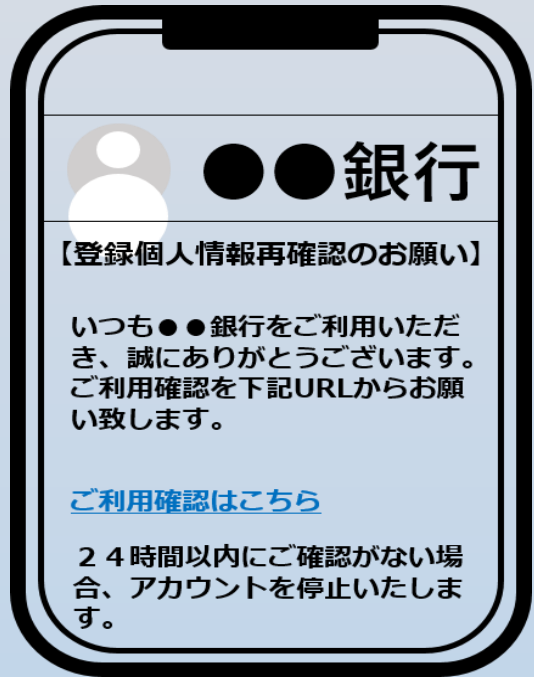 ●●銀行
【登録個人情報再確認のお願い】
いつも●●銀行をご利用いただ
き、誠にありがとうございます。
ご利用確認を下記URLからお願
い致します。
ご利用確認はこちら
２４時間以内にご確認がない場
合、アカウントを停止いたしま
す。